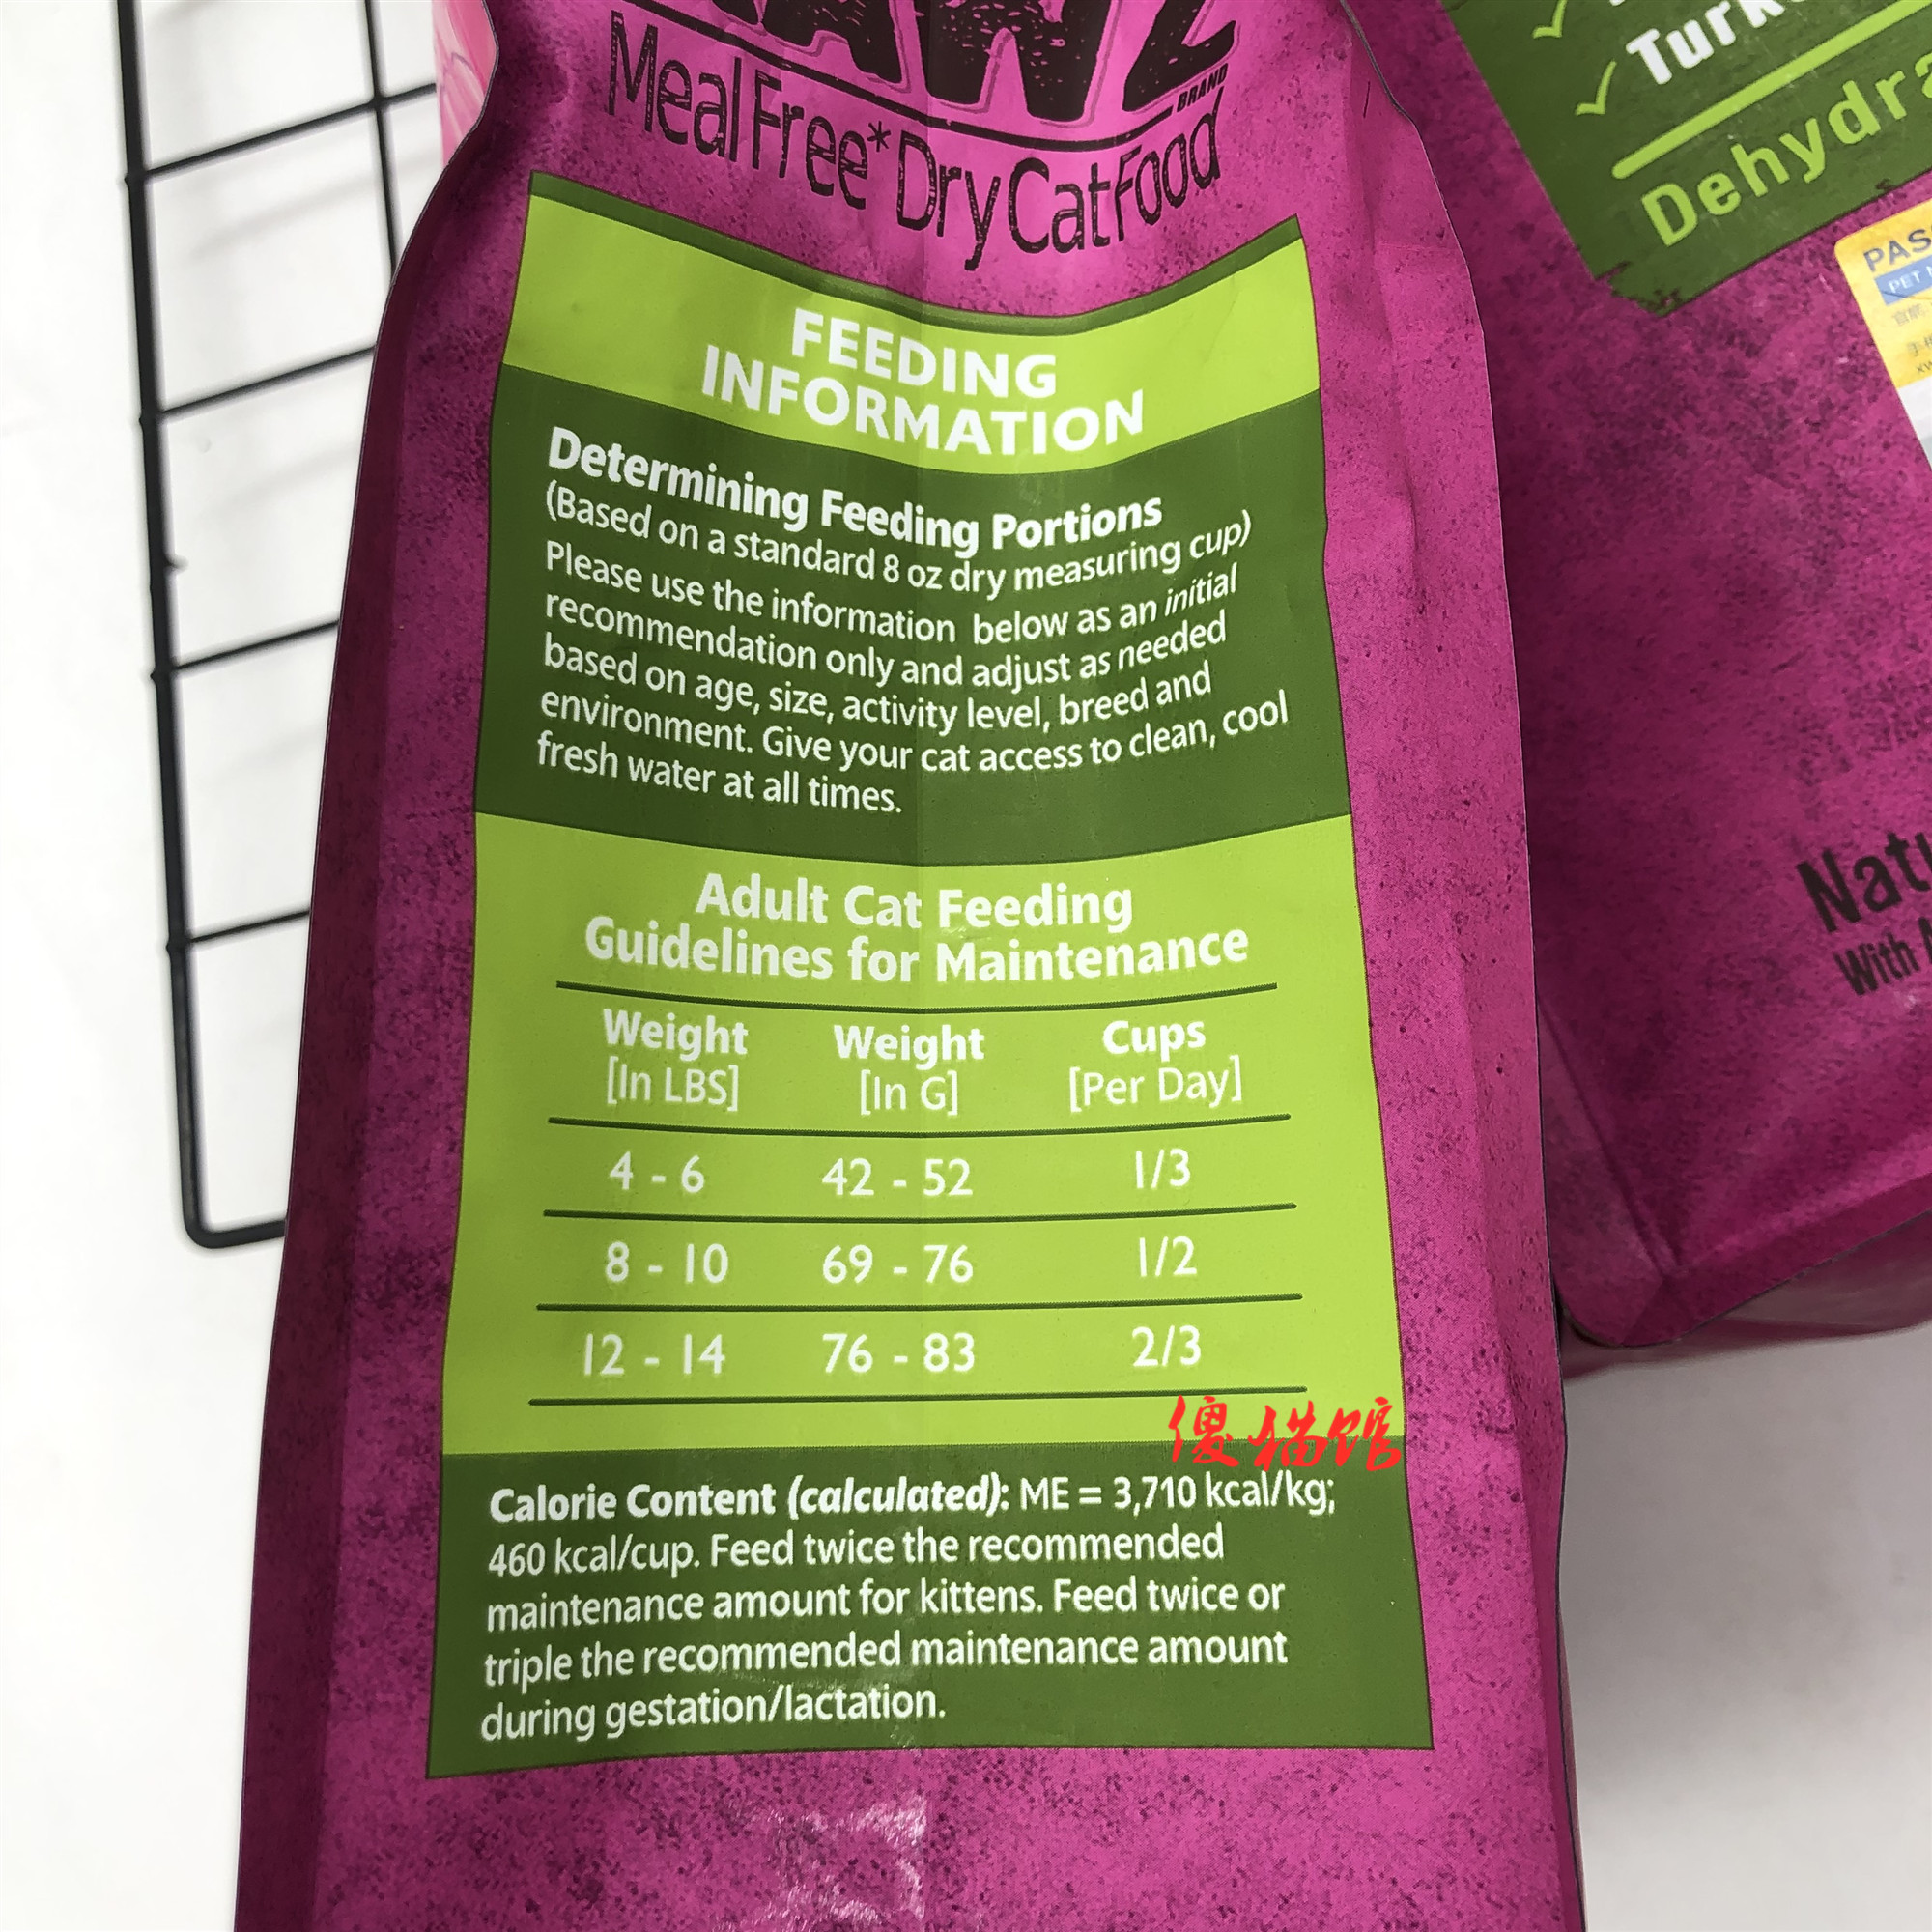 BRAND
Meal Free* Dry Cat Food
FEEDING
INFORMATION
Determining Feeding Portions
(Based on a standard 8 oz dry measuring cup)
Please use the information below as an initial
recommendation only and adjust as needed
based on age, size, activity level, breed and
environment. Give your cat access to clean, cool
fresh water at all times.
Adult Cat Feeding
Guidelines for Maintenance
Weight Weight Cups
[In LBS] [In G] [Per Day]
4 - 6 42 - 52 1/3
8 - 10 69 - 76 1/2
12 - 14 76 - 83 2/3
傻猫馆
Calorie Content (calculated): ME = 3,710 kcal/kg;
460 kcal/cup. Feed twice the recommended
maintenance amount for kittens. Feed twice or
triple the recommended maintenance amount
during gestation/lactation.
PET
With